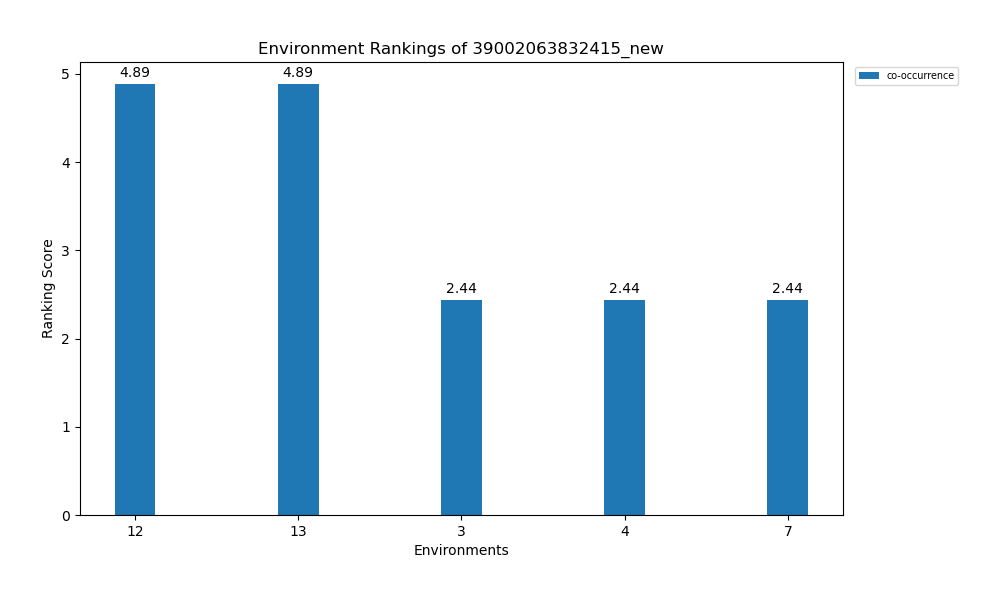 Environment Rankings of 39002063832415_new
co-occurrence
4.89 4.89 2.44 2.44 2.44
Ranking Score
5
4
3
2
1
0
12 13 3 4 7
Environments